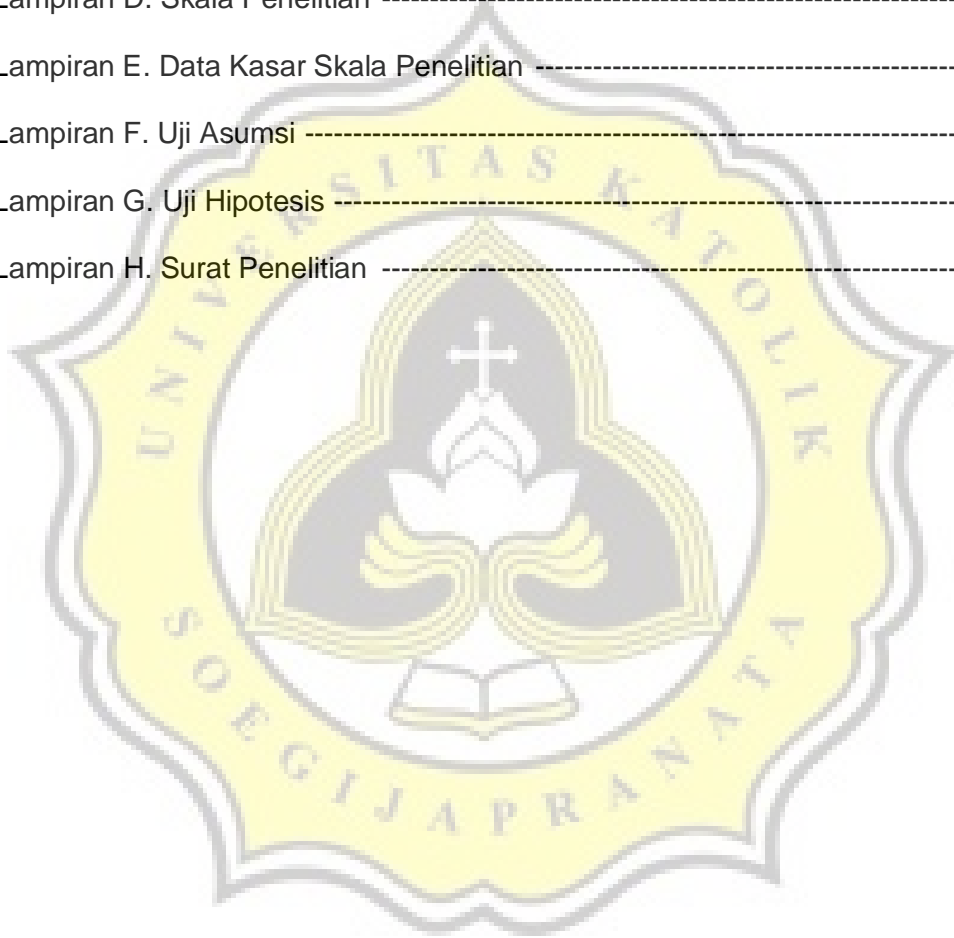 Lampiran D. Skala Penelitian --------------------------------------------------------------
Lampiran E. Data Kasar Skala Penelitian --------------------------------------------
Lampiran F. Uji Asumsi --------------------------------------------------------------------
Lampiran G. Uji Hipotesis -----------------------------------------------------------------
Lampiran H. Surat Penelitian ------------------------------------------------------------
UNIVERSITAS KATOLIK
SOEGIJAPRANATA